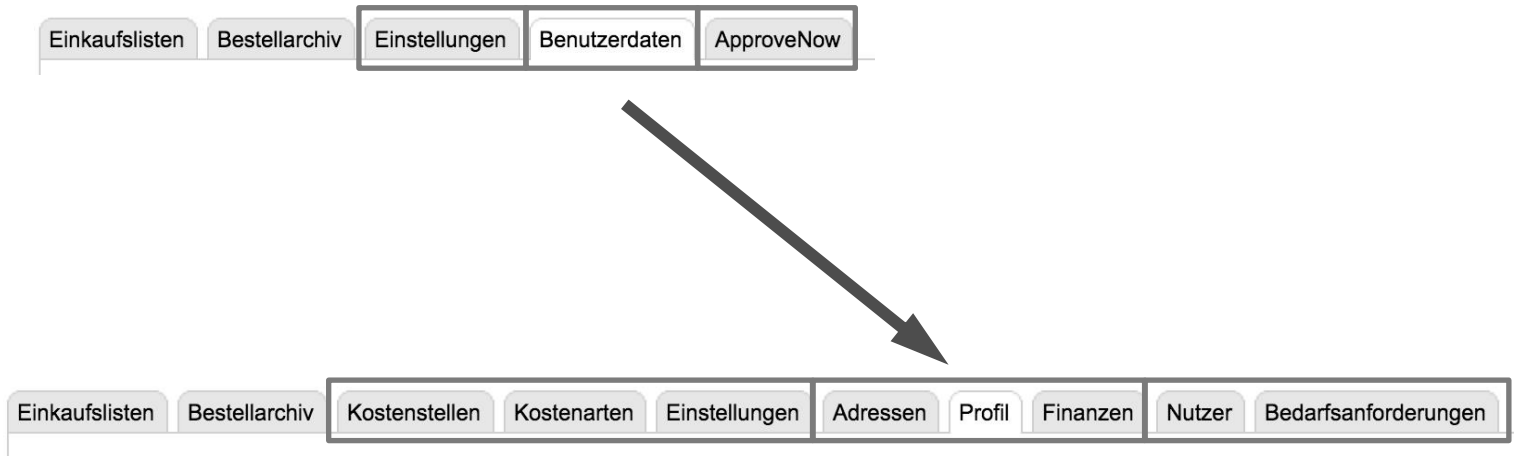 Einkaufslisten Bestellarchiv Einstellungen Benutzerdaten ApproveNow
Einkaufslisten Bestellarchiv Kostenstellen Kostenarten Einstellungen Adressen Profil Finanzen Nutzer Bedarfsanforderungen